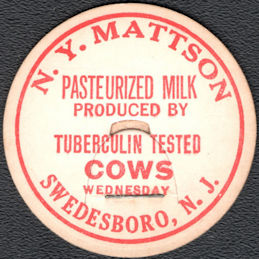 N. Y. MATTSON
PASTEURIZED MILK
PRODUCED BY
TUBERCULIN TESTED
COWS
WEDNESDAY
SWEDESBORO, N. J.